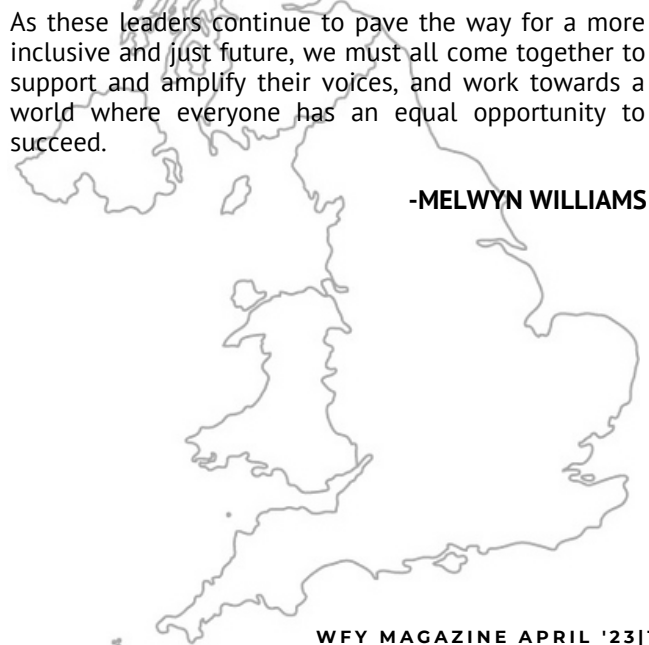 As these leaders continue to pave the way for a more
inclusive and just future, we must all come together to
support and amplify their voices, and work towards a
world where everyone has an equal opportunity to
succeed.
-MELWYN WILLIAMS
WFY MAGAZINE APRIL '23|